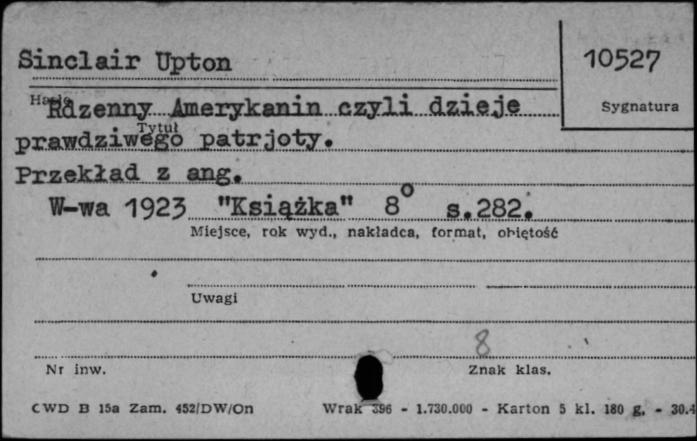 Sinclair Upton
10527
Hasło
Sygnatura
Rdzenny Amerykanin czyli dzieje
Tytuł
prawdziwego patrjoty.
Przekład z ang.
W-wa 1923 "Książka" 8° s.282.
Miejsce, rok wyd., nakładca, format, objętość
Uwagi
8
Nr inw.
Znak klas.
CWD B 15a Zam. 452/DW/On
Wrak 396 - 1.730.000 - Karton 5 kl. 180 g. - 30.4